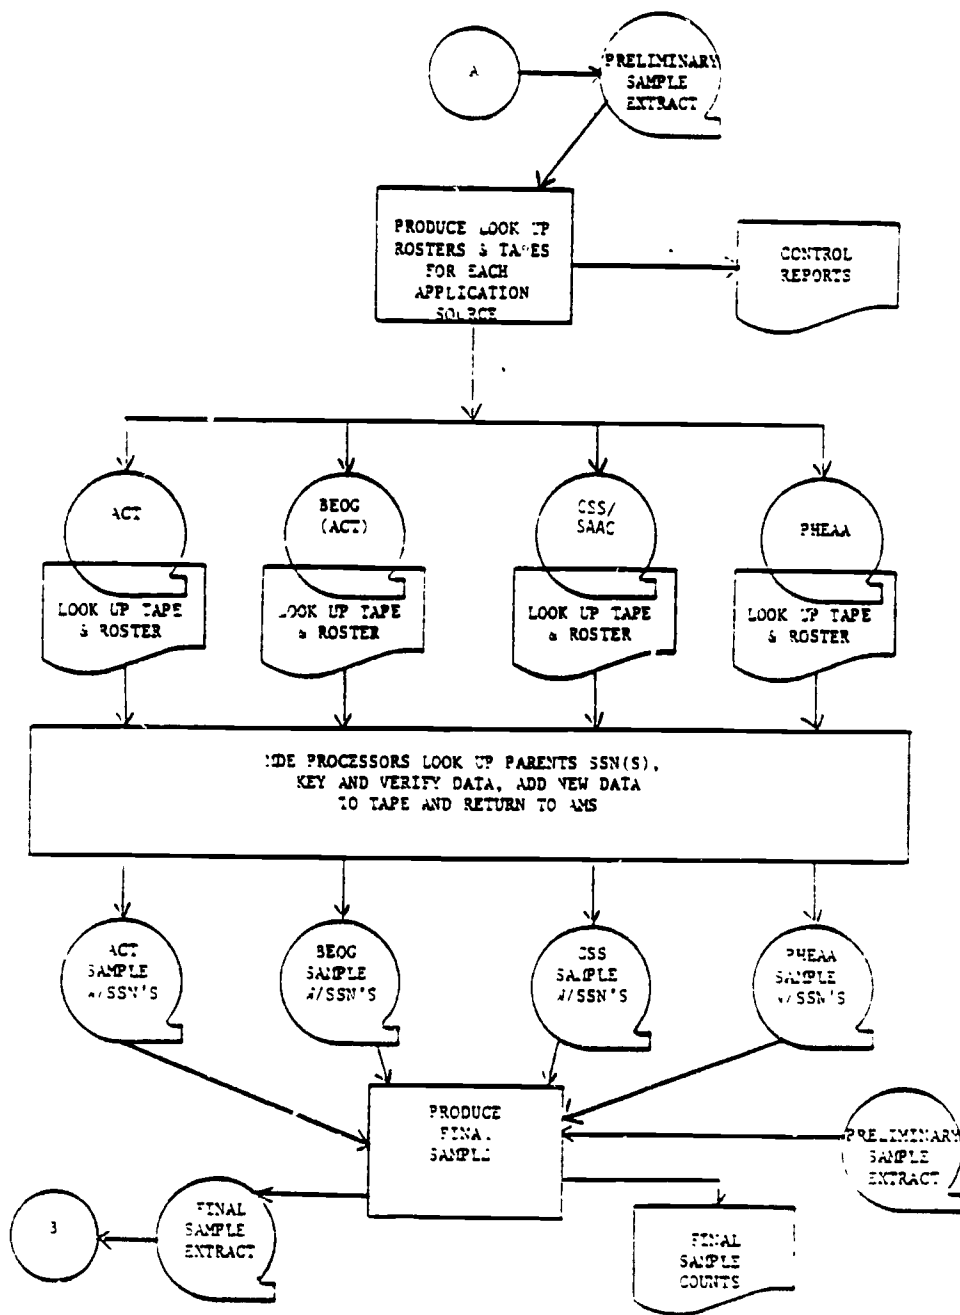 A
PRELIMINARY
SAMPLE
EXTRACT
PRODUCE LOOK UP
ROSTERS & TAPES
FOR EACH
APPLICATION
SOURCE
CONTROL
REPORTS
ACT
BEOG
(ACT)
CSS/
SAAC
PHEAA
LOOK UP TAPE
& ROSTER
LOOK UP TAPE
& ROSTER
LOOK UP TAPE
& ROSTER
LOOK UP TAPE
& ROSTER
MDE PROCESSORS LOOK UP PARENTS SSN(S),
KEY AND VERIFY DATA, ADD NEW DATA
TO TAPE AND RETURN TO AMS
ACT
SAMPLE
W/SSN'S
BEOG
SAMPLE
W/SSN'S
CSS
SAMPLE
W/SSN'S
PHEAA
SAMPLE
W/SSN'S
PRODUCE
FINAL
SAMPLE
PRELIMINARY
SAMPLE
EXTRACT
3
FINAL
SAMPLE
EXTRACT
FINAL
SAMPLE
COUNTS